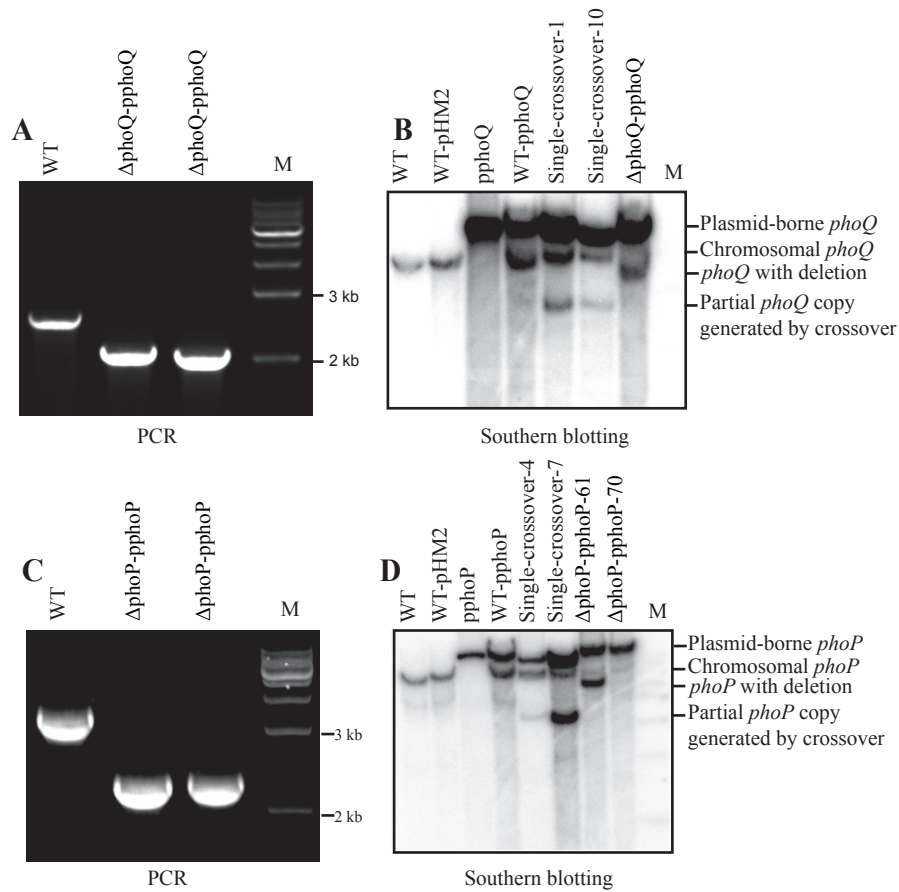 A
WT
ΔphoQ-pphoQ
ΔphoQ-pphoQ
M
3 kb
2 kb
PCR
B
WT
WT-pHM2
pphoQ
WT-pphoQ
Single-crossover-1
Single-crossover-10
ΔphoQ-pphoQ
M
Plasmid-borne phoQ
Chromosomal phoQ
phoQ with deletion
Partial phoQ copy
generated by crossover
Southern blotting
C
WT
ΔphoP-pphoP
ΔphoP-pphoP
M
3 kb
2 kb
PCR
D
WT
WT-pHM2
pphoP
WT-pphoP
Single-crossover-4
Single-crossover-7
ΔphoP-pphoP-61
ΔphoP-pphoP-70
M
Plasmid-borne phoP
Chromosomal phoP
phoP with deletion
Partial phoP copy
generated by crossover
Southern blotting